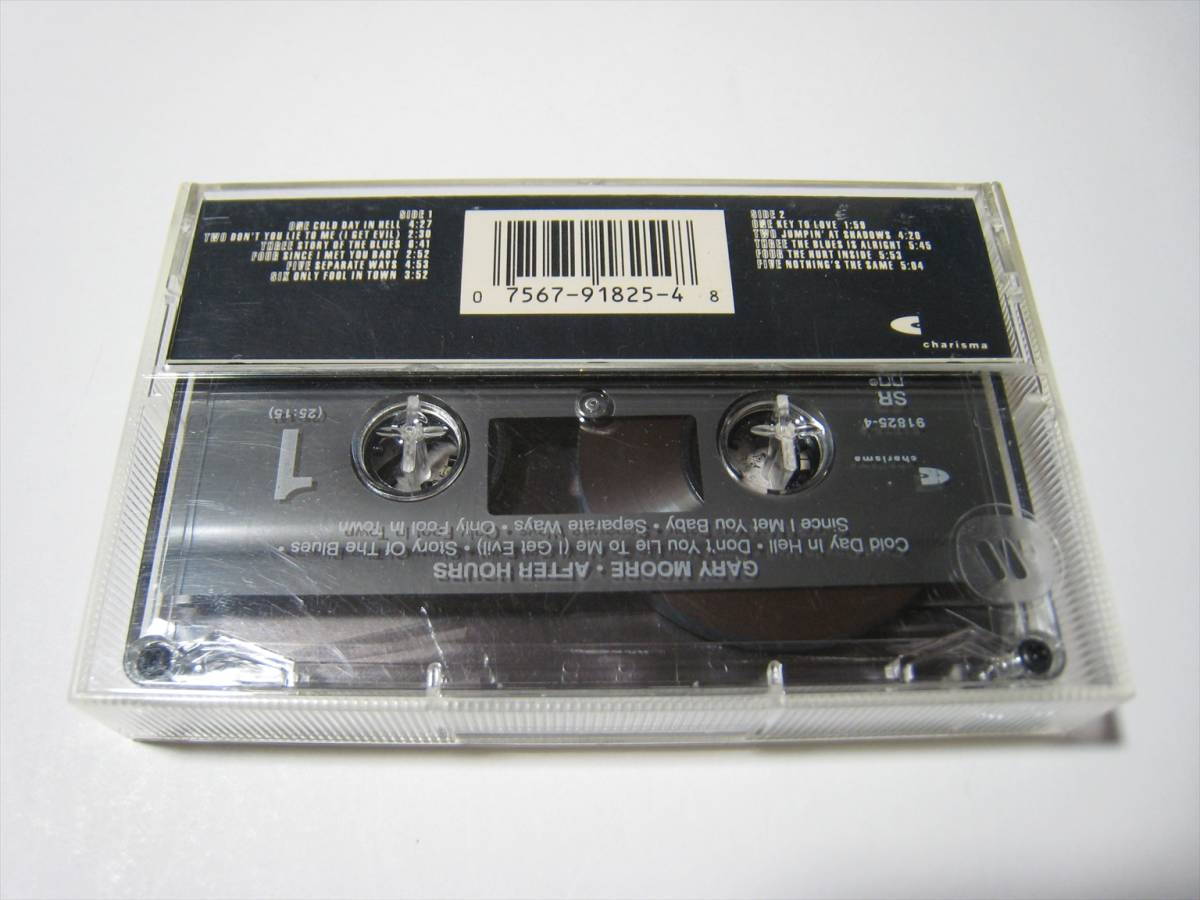 SIDE 1
ONE COLD DAY IN HELL 4:27
TWO DON'T YOU LIE TO ME (I GET EVIL) 2:30
THREE STORY OF THE BLUES 6:41
FOUR SINCE I MET YOU BABY 2:52
FIVE SEPARATE WAYS 4:53
SIX ONLY FOOL IN TOWN 3:52
0 7567-91825-4 8
SIDE 2
ONE KEY TO LOVE 1:59
TWO JUMPIN' AT SHADOWS 4:20
THREE THE BLUES IS ALRIGHT 5:45
FOUR THE HURT INSIDE 5:53
FIVE NOTHING'S THE SAME 5:04
charisma
GARY MOORE • AFTER HOURS
Cold Day In Hell • Don't You Lie To Me (I Get Evil) • Story Of The Blues •
Since I Met You Baby • Separate Ways • Only Fool In Town
charisma
91825-4
SR
1
(25:15)